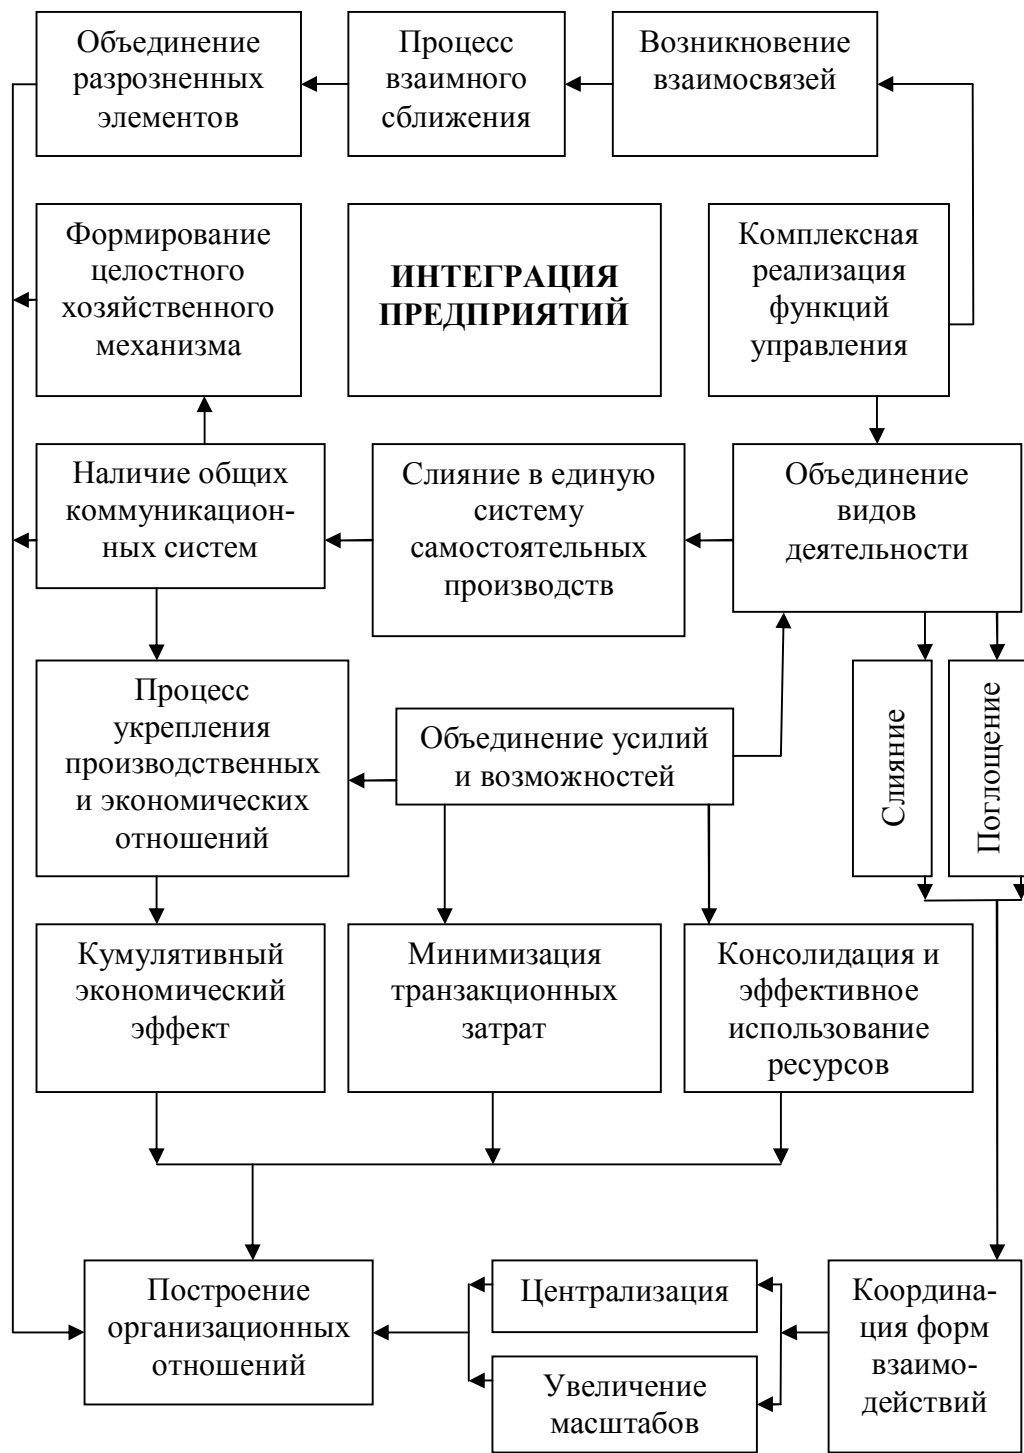 Объединение
разрозненных
элементов
Процесс
взаимного
сближения
Возникновение
взаимосвязей
Формирование
целостного
хозяйственного
механизма
ИНТЕГРАЦИЯ
ПРЕДПРИЯТИЙ
Комплексная
реализация
функций
управления
Наличие общих
коммуникацион-
ных систем
Слияние в единую
систему
самостоятельных
производств
Объединение
видов
деятельности
Процесс
укрепления
производственных
и экономических
отношений
Объединение усилий
и возможностей
Слияние
Поглощение
Кумулятивный
экономический
эффект
Минимизация
транзакционных
затрат
Консолидация и
эффективное
использование
ресурсов
Построение
организационных
отношений
Централизация
Увеличение
масштабов
Координа-
ция форм
взаимо-
действий